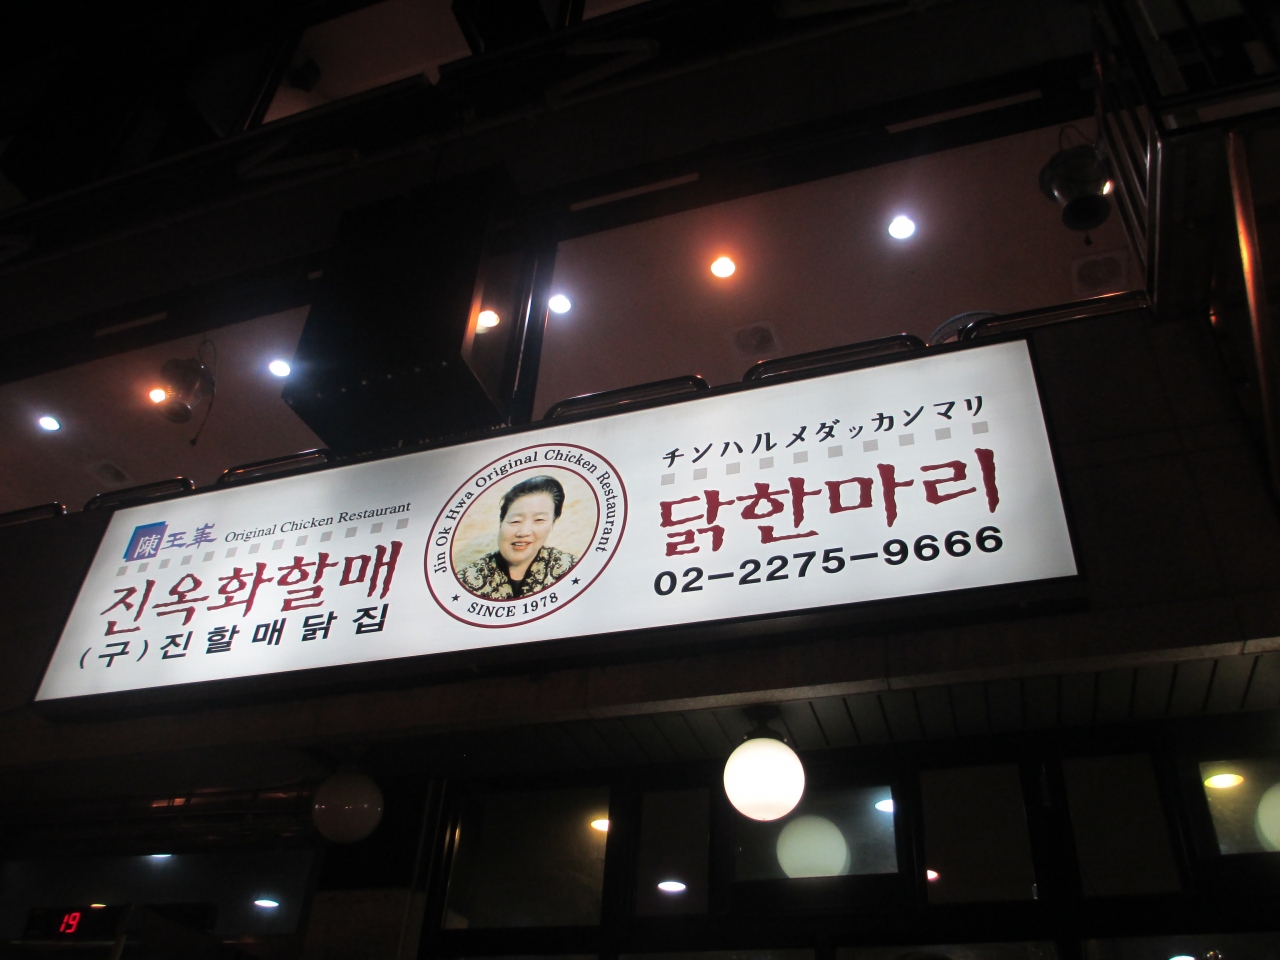 陳玉峯 Original Chicken Restaurant
진옥화할매
(구)진할매닭집
Jin Ok Hwa Original Chicken Restaurant
★ SINCE 1978 ★
チンハルメダッカンマリ
닭한마리
02-2275-9666
19